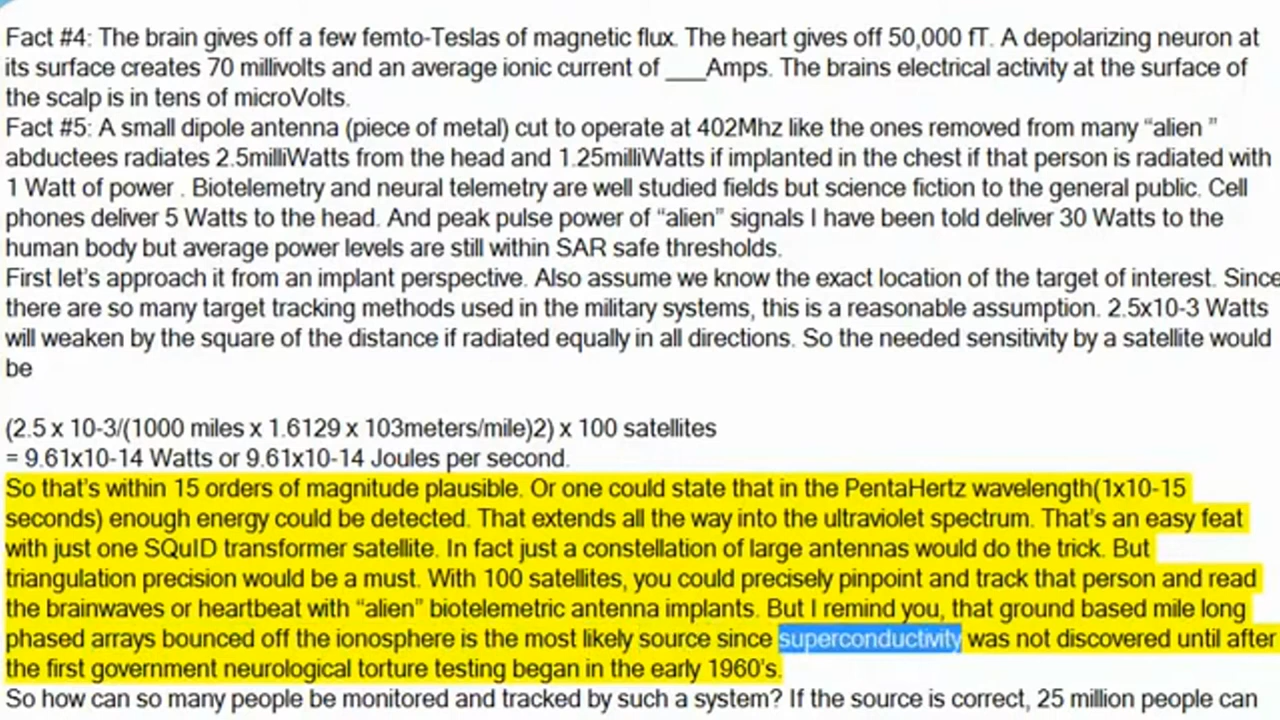 Fact #4: The brain gives off a few femto-Teslas of magnetic flux. The heart gives off 50,000 fT. A depolarizing neuron at
its surface creates 70 millivolts and an average ionic current of ___Amps. The brains electrical activity at the surface of
the scalp is in tens of microVolts.
Fact #5: A small dipole antenna (piece of metal) cut to operate at 402Mhz like the ones removed from many “alien ”
abductees radiates 2.5milliWatts from the head and 1.25milliWatts if implanted in the chest if that person is radiated with
1 Watt of power . Biotelemetry and neural telemetry are well studied fields but science fiction to the general public. Cell
phones deliver 5 Watts to the head. And peak pulse power of “alien” signals I have been told deliver 30 Watts to the
human body but average power levels are still within SAR safe thresholds.
First let’s approach it from an implant perspective. Also assume we know the exact location of the target of interest. Since
there are so many target tracking methods used in the military systems, this is a reasonable assumption. 2.5x10-3 Watts
will weaken by the square of the distance if radiated equally in all directions. So the needed sensitivity by a satellite would
be
(2.5 x 10-3/(1000 miles x 1.6129 x 103meters/mile)2) x 100 satellites
= 9.61x10-14 Watts or 9.61x10-14 Joules per second.
So that’s within 15 orders of magnitude plausible. Or one could state that in the PentaHertz wavelength(1x10-15
seconds) enough energy could be detected. That extends all the way into the ultraviolet spectrum. That’s an easy feat
with just one SQuID transformer satellite. In fact just a constellation of large antennas would do the trick. But
triangulation precision would be a must. With 100 satellites, you could precisely pinpoint and track that person and read
the brainwaves or heartbeat with “alien” biotelemetric antenna implants. But I remind you, that ground based mile long
phased arrays bounced off the ionosphere is the most likely source since superconductivity was not discovered until after
the first government neurological torture testing began in the early 1960’s.
So how can so many people be monitored and tracked by such a system? If the source is correct, 25 million people can